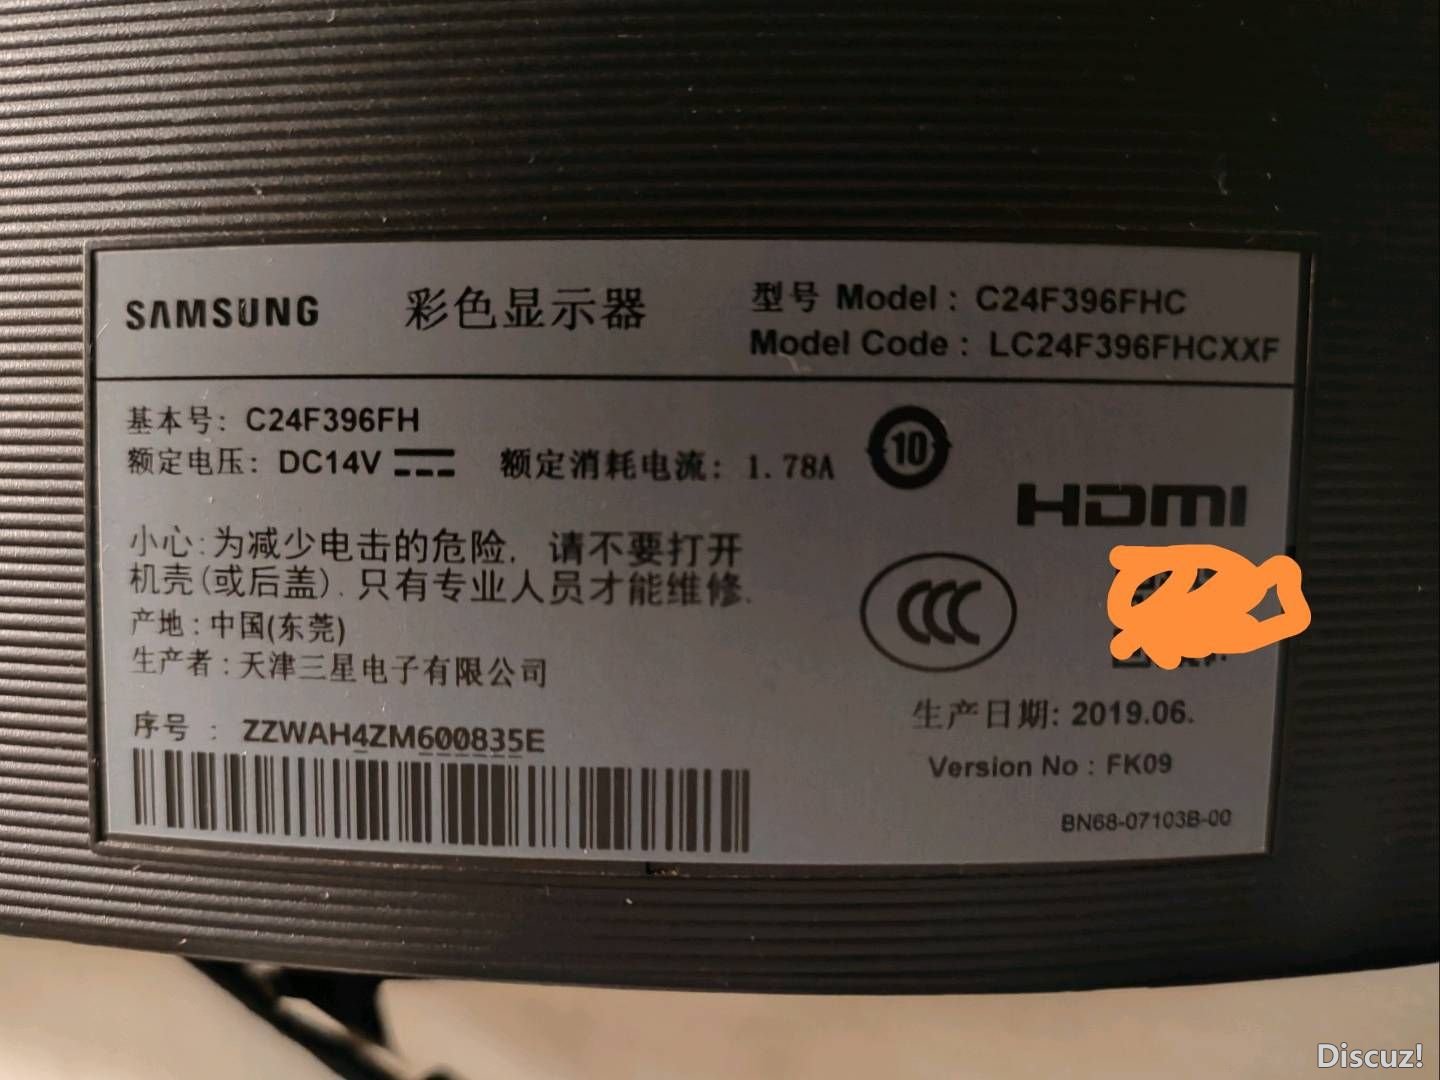 SAMSUNG 彩色显示器 型号 Model : C24F396FHC
Model Code : LC24F396FHCXXF
基本号: C24F396FH
额定电压: DC14V 额定消耗电流: 1.78A
10
HDMI
小心:为减少电击的危险, 请不要打开
机壳(或后盖).只有专业人员才能维修.
CCC
产地:中国(东莞)
生产者:天津三星电子有限公司
序号 : ZZWAH4ZM600835E
生产日期: 2019.06.
Version No : FK09
BN68-07103B-00
Discuz!